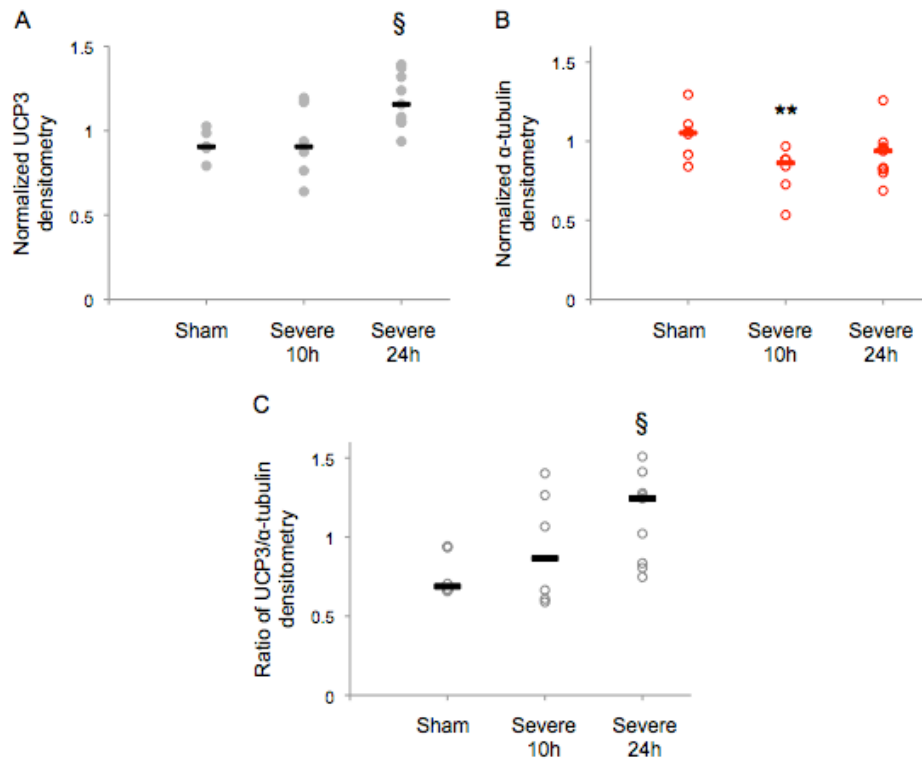 A
§
1.5
1
0.5
0
Normalized UCP3
densitometry
Sham
Severe
10h
Severe
24h
B
**
1.5
1
0.5
0
Normalized α-tubulin
densitometry
Sham
Severe
10h
Severe
24h
C
§
1.5
1
0.5
0
Ratio of UCP3/α-tubulin
densitometry
Sham
Severe
10h
Severe
24h